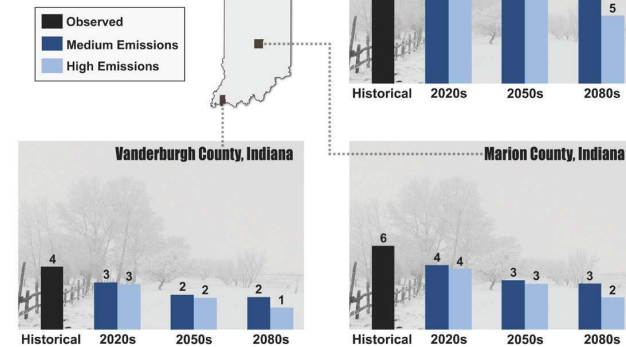 Observed
Medium Emissions
High Emissions
5
Historical 2020s 2050s 2080s
Vanderburgh County, Indiana
4
3 3
2 2
2 1
Historical 2020s 2050s 2080s
Marion County, Indiana
6
4 4
3 3
3 2
Historical 2020s 2050s 2080s